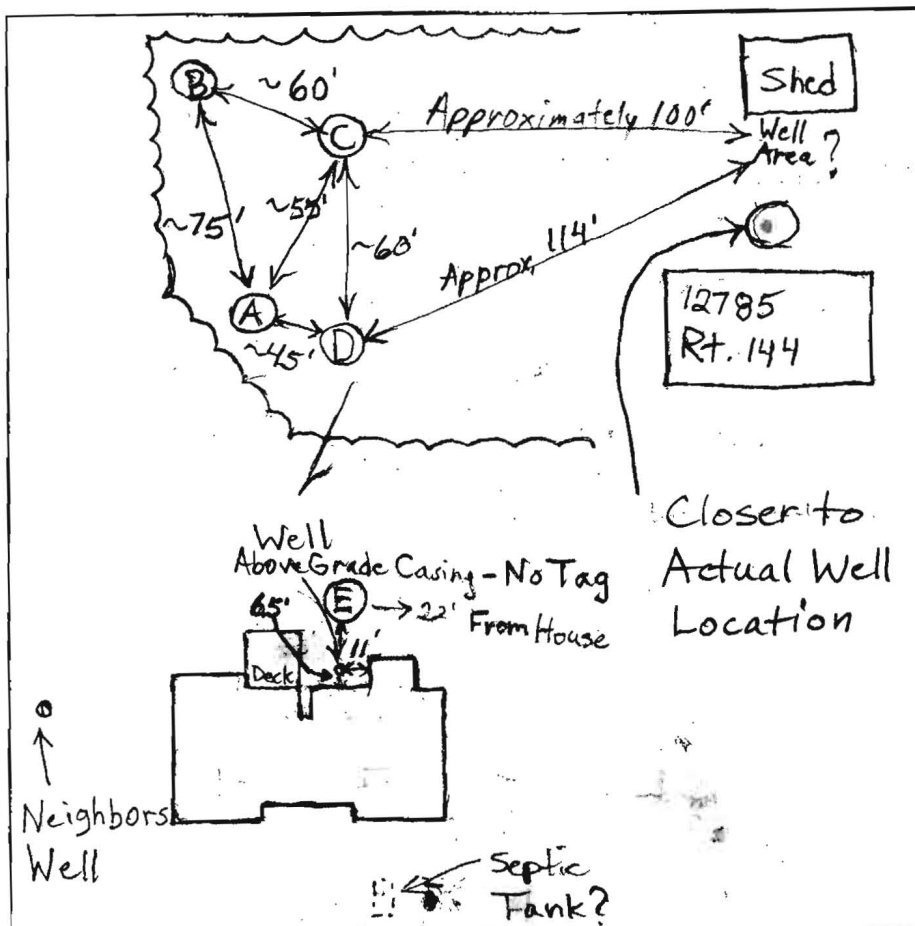 B
~60'
C
Approximately 100'
Shed
Well
Area?
~75'
~55'
~60'
Approx. 114'
A
~45'
D
12785
Rt. 144
Closer to
Actual Well
Location
Well
Above Grade Casing - No Tag
65'
E
22'
From House
11'
Deck
Neighbors
Well
Septic
Tank?